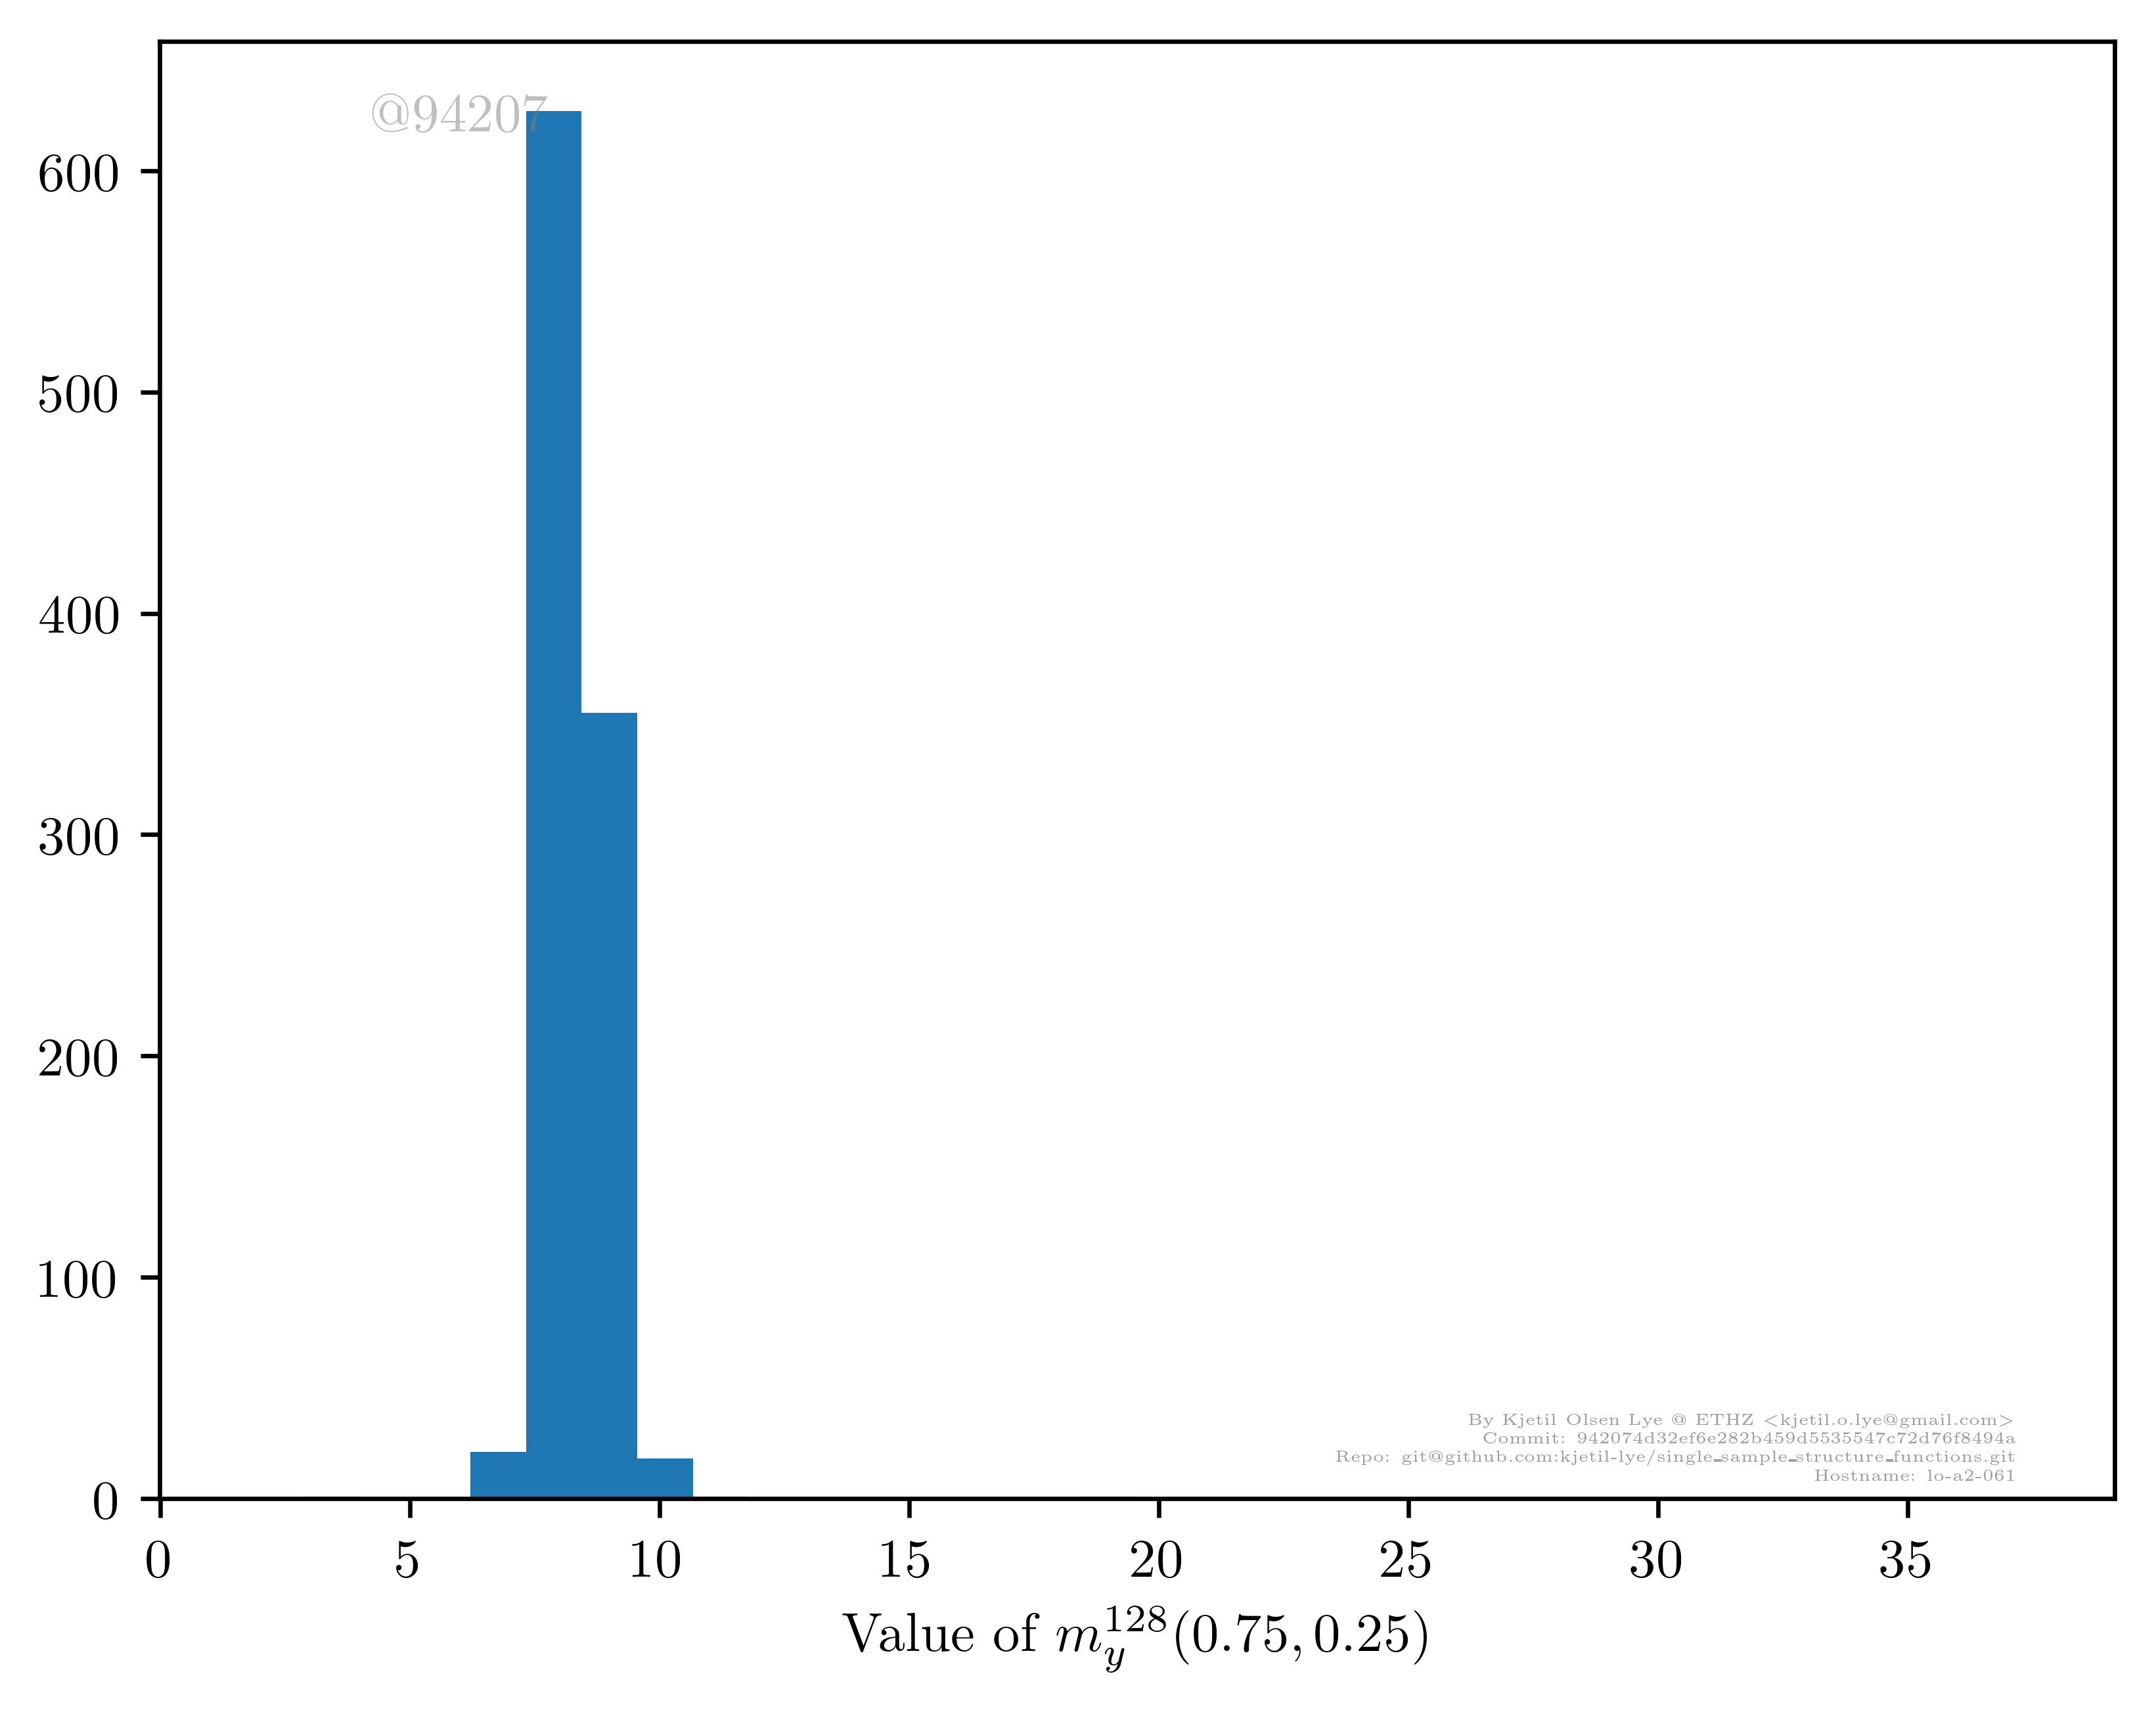 @94207
600
500
400
300
200
100
0
0 5 10 15 20 25 30 35
By Kjetil Olsen Lye @ ETHZ <kjetil.o.lye@gmail.com>
Commit: 942074d32ef6e282b459d5535547c72d76f8494a
Repo: git@github.com:kjetil-lye/single_sample_structure_functions.git
Hostname: lo-a2-061
Value of $m_y^{128}(0.75, 0.25)$